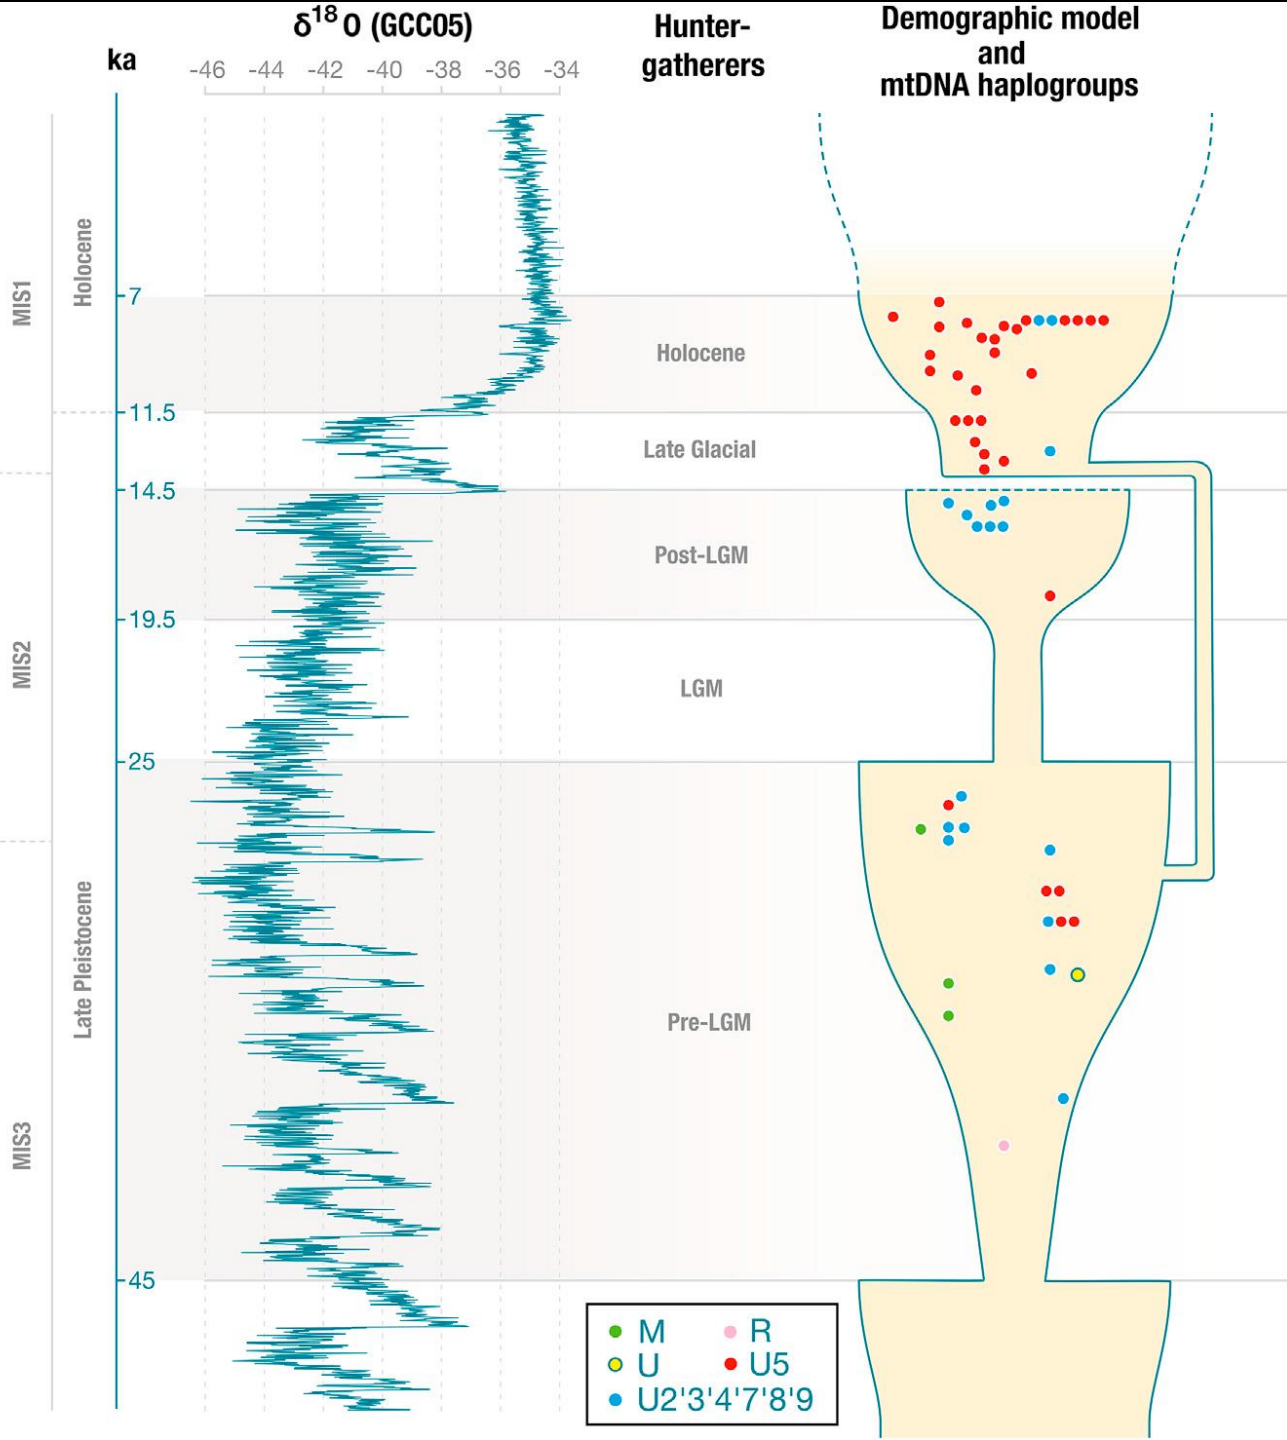 δ18 O (GCC05)
Hunter-
gatherers
Demographic model
and
mtDNA haplogroups
ka
-46 -44 -42 -40 -38 -36 -34
MIS1
Holocene
7
Holocene
11.5
Late Glacial
14.5
Post-LGM
19.5
MIS2
LGM
25
Late Pleistocene
Pre-LGM
MIS3
45
M
R
U
U5
U2'3'4'7'8'9